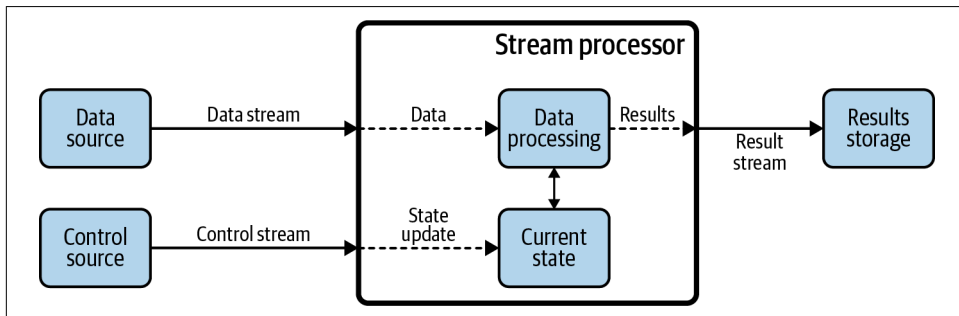 Stream processor
Data
source
Data stream
Data
Data
processing
Results
Result
stream
Results
storage
Control
source
Control stream
State
update
Current
state